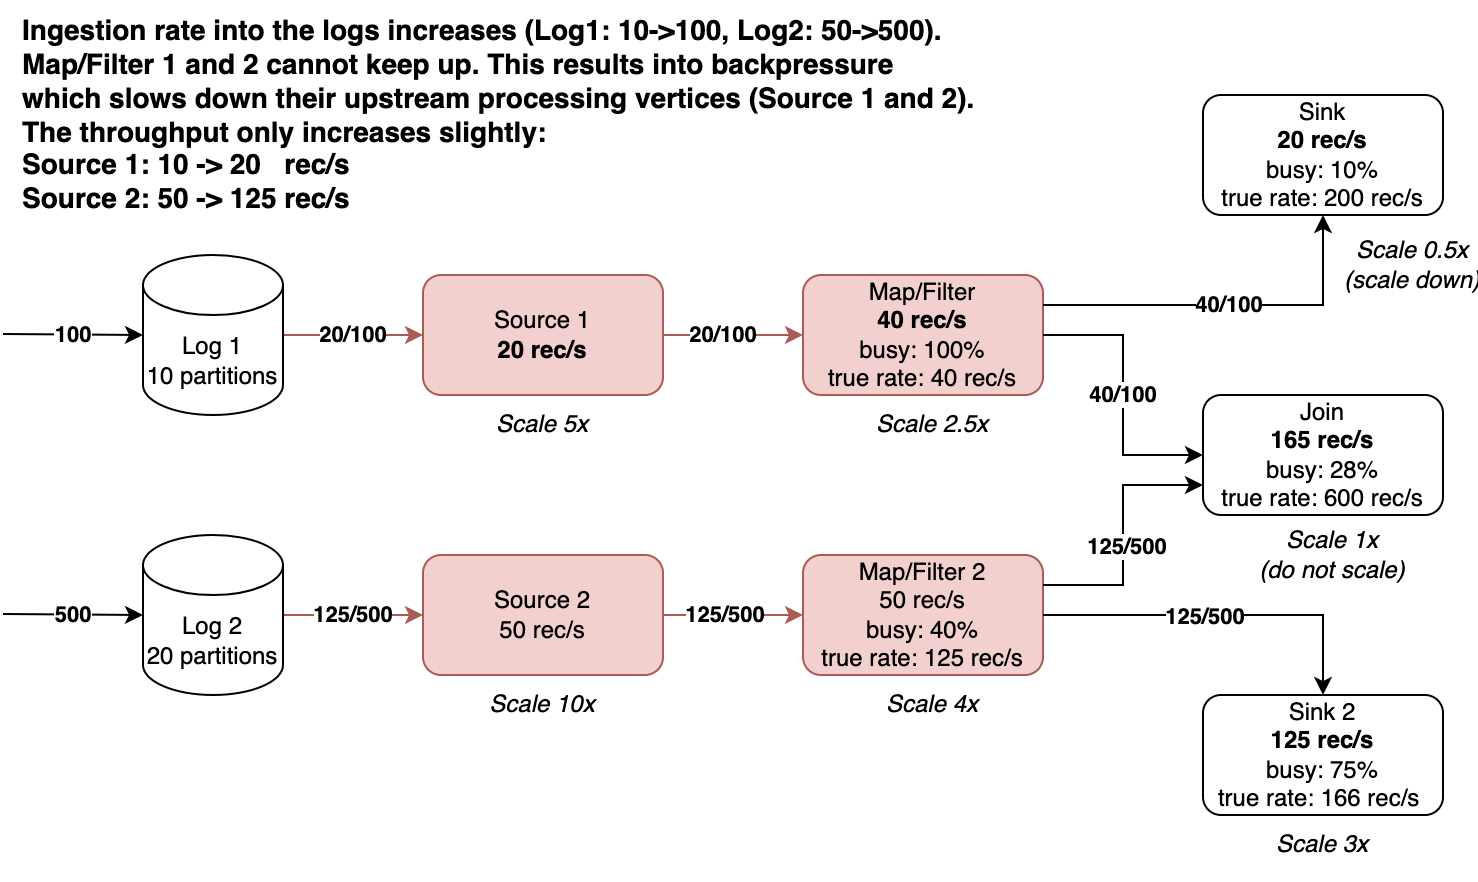 Ingestion rate into the logs increases (Log1: 10->100, Log2: 50->500).
Map/Filter 1 and 2 cannot keep up. This results into backpressure
which slows down their upstream processing vertices (Source 1 and 2).
The throughput only increases slightly:
Source 1: 10 -> 20 rec/s
Source 2: 50 -> 125 rec/s
Sink
20 rec/s
busy: 10%
true rate: 200 rec/s
Scale 0.5x
(scale down)
100
Log 1
10 partitions
20/100
Source 1
20 rec/s
Scale 5x
20/100
Map/Filter
40 rec/s
busy: 100%
true rate: 40 rec/s
Scale 2.5x
40/100
40/100
Join
165 rec/s
busy: 28%
true rate: 600 rec/s
Scale 1x
(do not scale)
500
Log 2
20 partitions
125/500
Source 2
50 rec/s
Scale 10x
125/500
Map/Filter 2
50 rec/s
busy: 40%
true rate: 125 rec/s
Scale 4x
125/500
125/500
Sink 2
125 rec/s
busy: 75%
true rate: 166 rec/s
Scale 3x